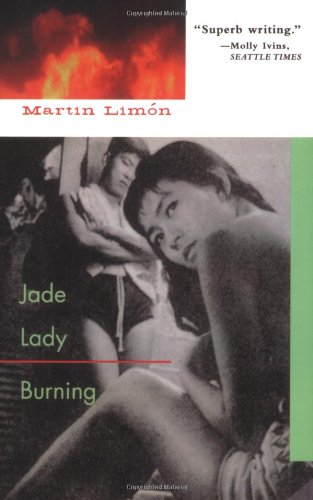 “Superb writing.”
—Molly Ivins,
SEATTLE TIMES
Martin Limón
Jade
Lady
Burning